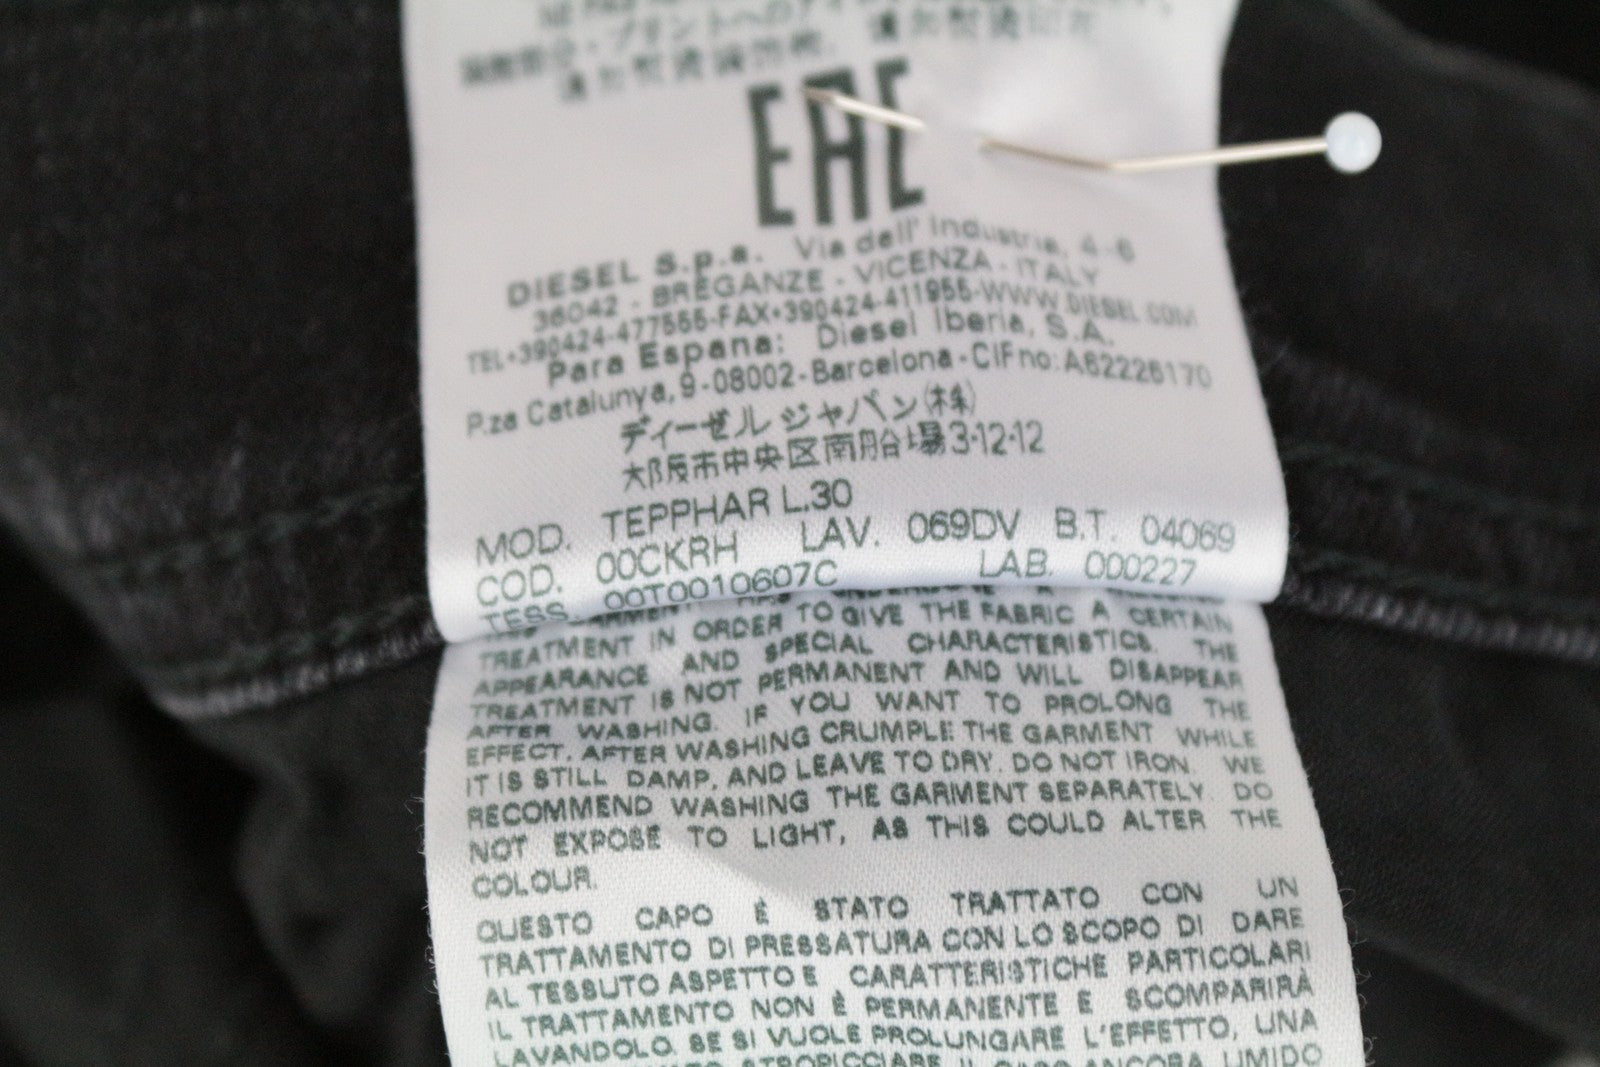 EAC
DIESEL S.p.a. Via dell' Industria, 4-6
36042 - BREGANZE - VICENZA - ITALY
TEL+390424-477555-FAX+390424-411955-WWW.DIESEL.COM
Para Espana: Diesel Iberia, S.A.
P.za Catalunya, 9-08002-Barcelona-CIFno:A62226170
ディーゼル ジャパン(株)
大阪市中央区南船場3-12-12
MOD. TEPPHAR L.30
COD. 00CKRH LAV. 069DV B.T. 04069
TESS. 00T0010607C LAB. 000227
TREATMENT IN ORDER TO GIVE THE FABRIC A CERTAIN
APPEARANCE AND SPECIAL CHARACTERISTICS. THE
TREATMENT IS NOT PERMANENT AND WILL DISAPPEAR
AFTER WASHING. IF YOU WANT TO PROLONG THE
EFFECT, AFTER WASHING CRUMPLE THE GARMENT WHILE
IT IS STILL DAMP, AND LEAVE TO DRY. DO NOT IRON. WE
RECOMMEND WASHING THE GARMENT SEPARATELY. DO
NOT EXPOSE TO LIGHT, AS THIS COULD ALTER THE
COLOUR.
QUESTO CAPO È STATO TRATTATO CON UN
TRATTAMENTO DI PRESSATURA CON LO SCOPO DI DARE
AL TESSUTO ASPETTO E CARATTERISTICHE PARTICOLARI
IL TRATTAMENTO NON È PERMANENTE E SCOMPARIRÀ
LAVANDOLO. SE SI VUOLE PROLUNGARE L'EFFETTO, UNA
STROPICCIARE IL CAPO ANCORA UMIDO